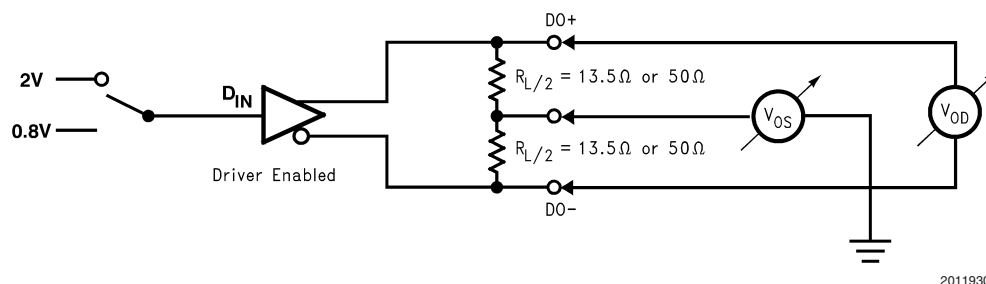 DO+
2V
D_IN
R_L/2 = 13.5Ω or 50Ω
V_OS
V_OD
0.8V
R_L/2 = 13.5Ω or 50Ω
Driver Enabled
DO−
2011930